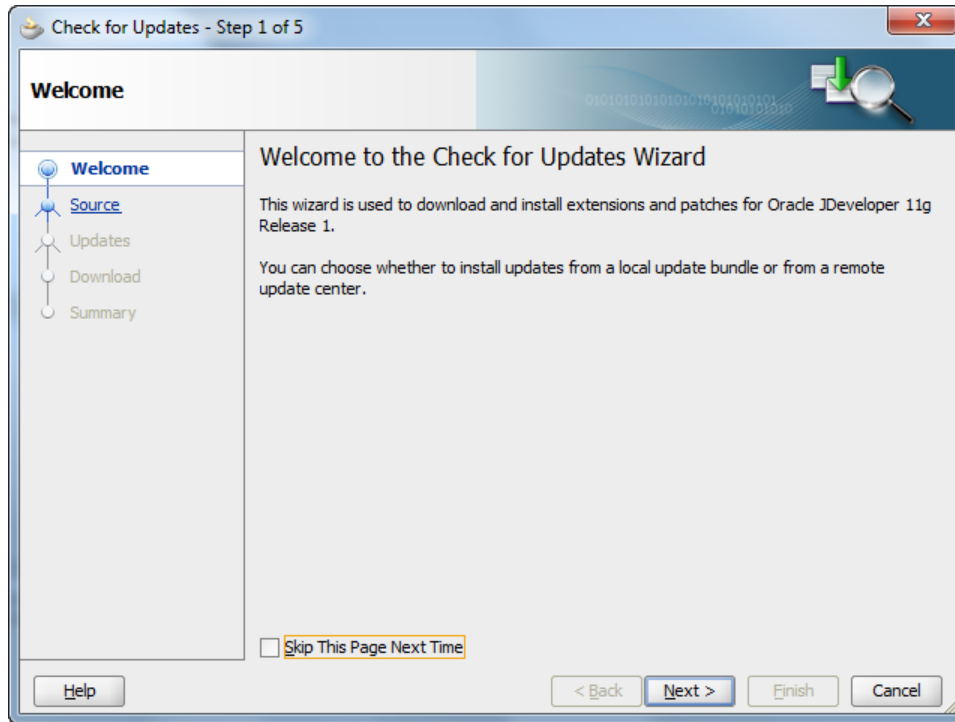 Check for Updates - Step 1 of 5
Welcome
Welcome
Source
Updates
Download
Summary
Welcome to the Check for Updates Wizard
This wizard is used to download and install extensions and patches for Oracle JDeveloper 11g
Release 1.
You can choose whether to install updates from a local update bundle or from a remote
update center.
Skip This Page Next Time
Help
< Back
Next >
Finish
Cancel